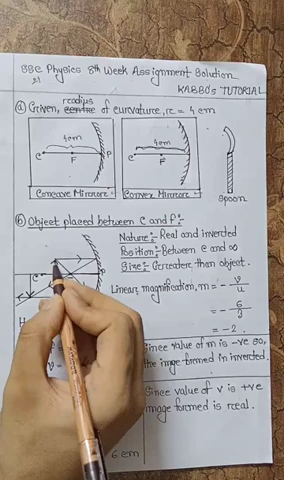 SSC Physics 8th Week Assignment Solution
KABBO's TUTORIAL
a) Given, radius of curvature, r = 4 cm
4cm
C
F
P
4cm
C
F
Concave Mirror
Convex Mirror
Spoon
b) Object placed between C and P:-
Nature:- Real and inverted
Position:- Between C and ∞
Size:- Greater than object.
Linear magnification, m = - v/u
= - 6/3
= -2.
Since value of m is -ve so,
the image formed in inverted.
Since value of v is +ve
image formed is real.
6 cm